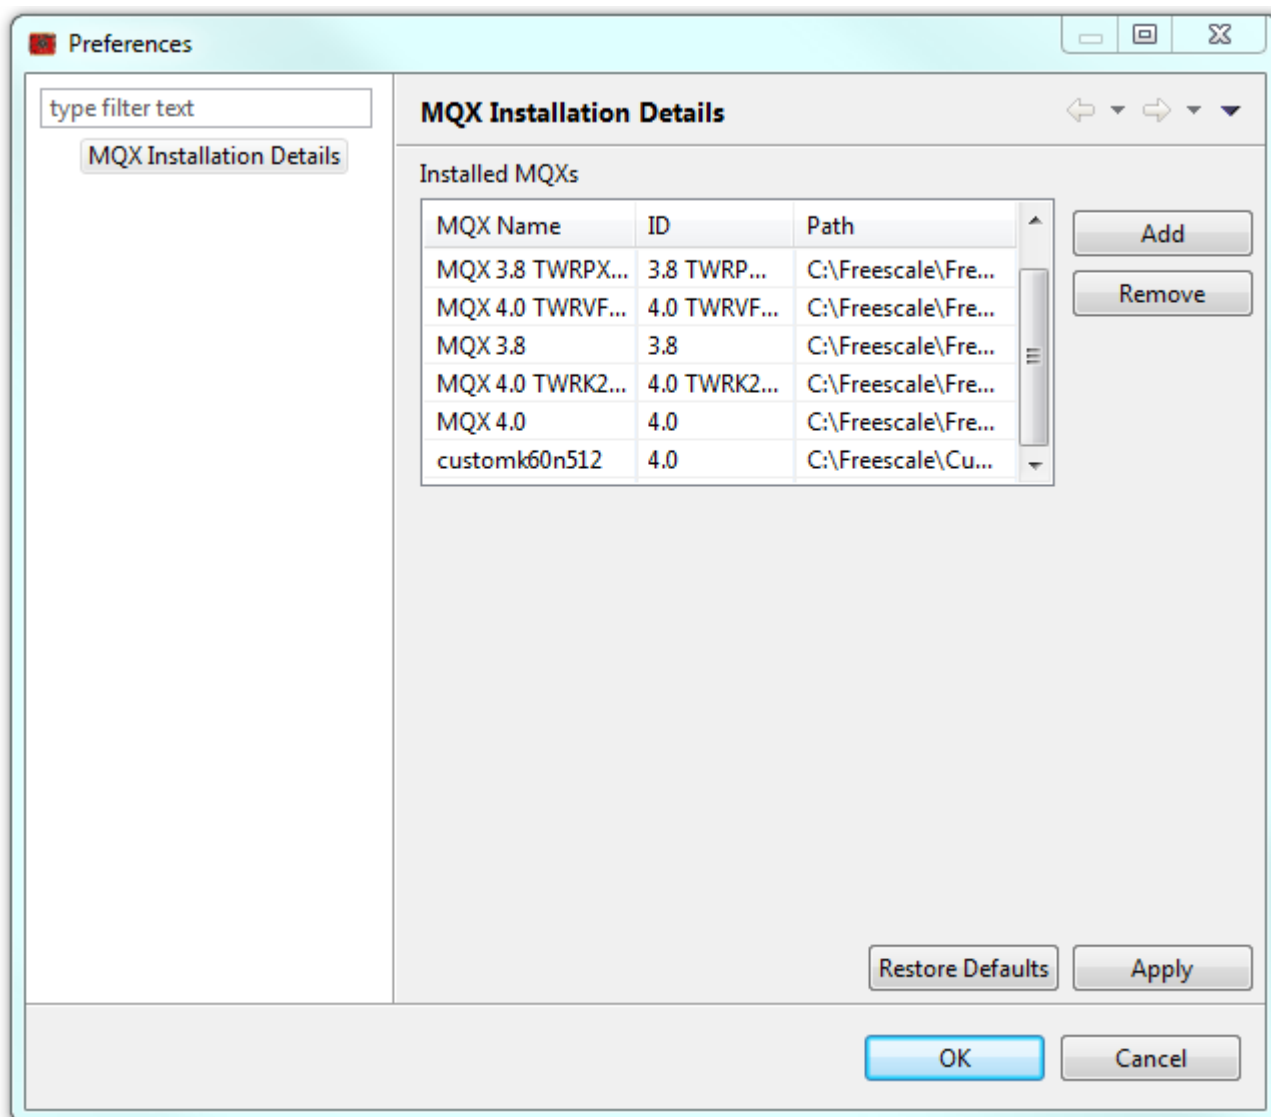 Preferences
type filter text
MQX Installation Details
MQX Installation Details
Installed MQXs
MQX Name ID Path
MQX 3.8 TWRPX... 3.8 TWRP... C:\Freescale\Fre...
MQX 4.0 TWRVF... 4.0 TWRVF... C:\Freescale\Fre...
MQX 3.8 3.8 C:\Freescale\Fre...
MQX 4.0 TWRK2... 4.0 TWRK2... C:\Freescale\Fre...
MQX 4.0 4.0 C:\Freescale\Fre...
customk60n512 4.0 C:\Freescale\Cu...
Add
Remove
Restore Defaults Apply
OK Cancel